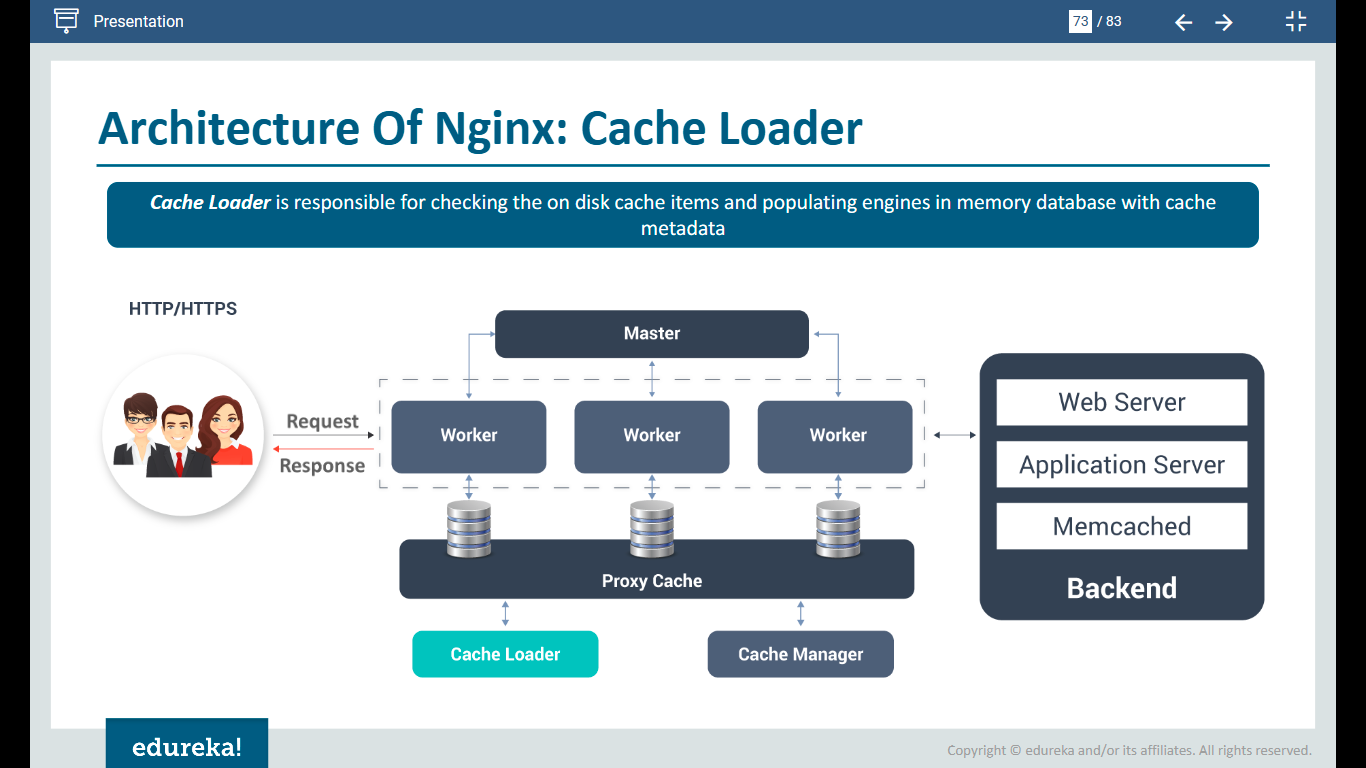 Presentation
73 / 83
Architecture Of Nginx: Cache Loader
Cache Loader is responsible for checking the on disk cache items and populating engines in memory database with cache
metadata
HTTP/HTTPS
Master
Request
Response
Worker
Worker
Worker
Proxy Cache
Cache Loader
Cache Manager
Web Server
Application Server
Memcached
Backend
edureka!
Copyright © edureka and/or its affiliates. All rights reserved.